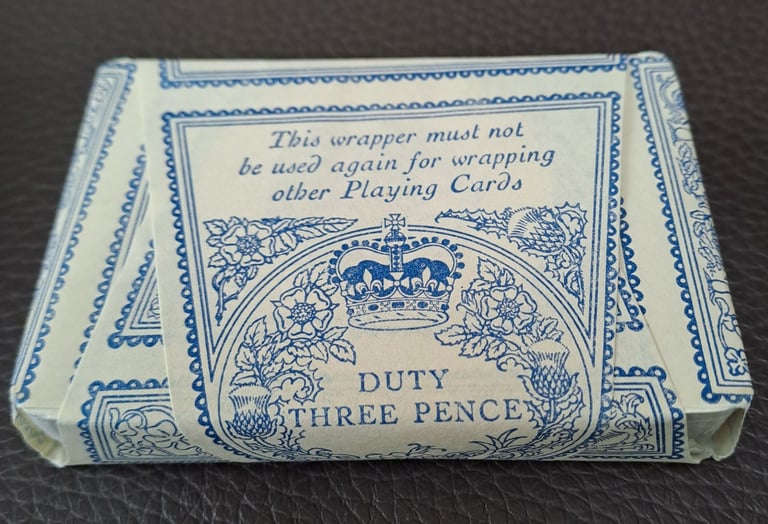 This wrapper must not
be used again for wrapping
other Playing Cards
DUTY
THREE PENCE